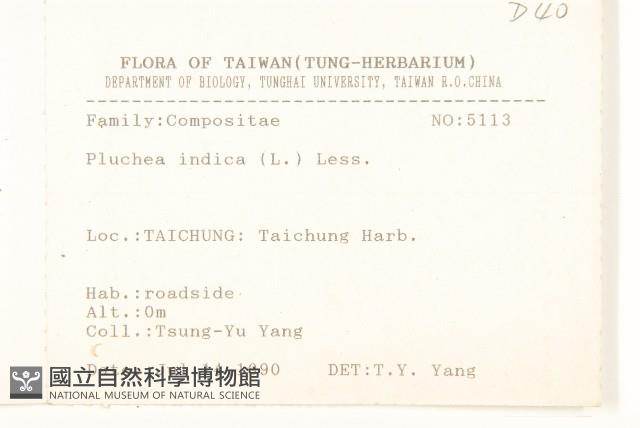 D40
FLORA OF TAIWAN(TUNG-HERBARIUM)
DEPARTMENT OF BIOLOGY, TUNGHAI UNIVERSITY, TAIWAN R.O.CHINA
Family:Compositae NO:5113
Pluchea indica (L.) Less.
Loc.:TAICHUNG: Taichung Harb.
Hab.:roadside
Alt.:0m
Coll.:Tsung-Yu Yang
DET:T.Y. Yang
國立自然科學博物館
NATIONAL MUSEUM OF NATURAL SCIENCE